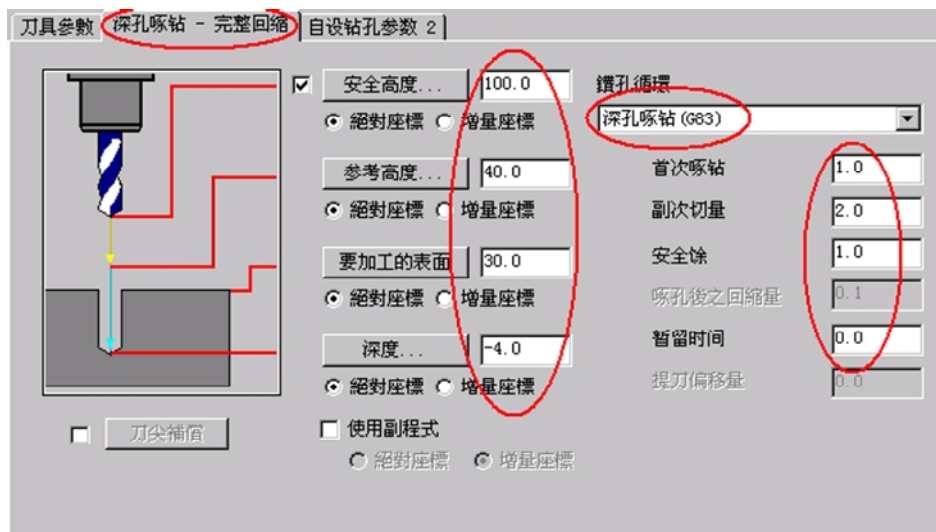 刀具參數 深孔啄钻 - 完整回缩 自设钻孔参数 2
安全高度... 100.0
絕對座標 增量座標
参考高度... 40.0
絕對座標 增量座標
要加工的表面 30.0
絕對座標 增量座標
深度... -4.0
絕對座標 增量座標
刀尖補償
使用副程式
絕對座標 增量座標
鑽孔循環
深孔啄钻(G83)
首次啄钻 1.0
副次切量 2.0
安全馀 1.0
啄孔後之回縮量 0.1
暂留时间 0.0
提刀偏移量 0.0